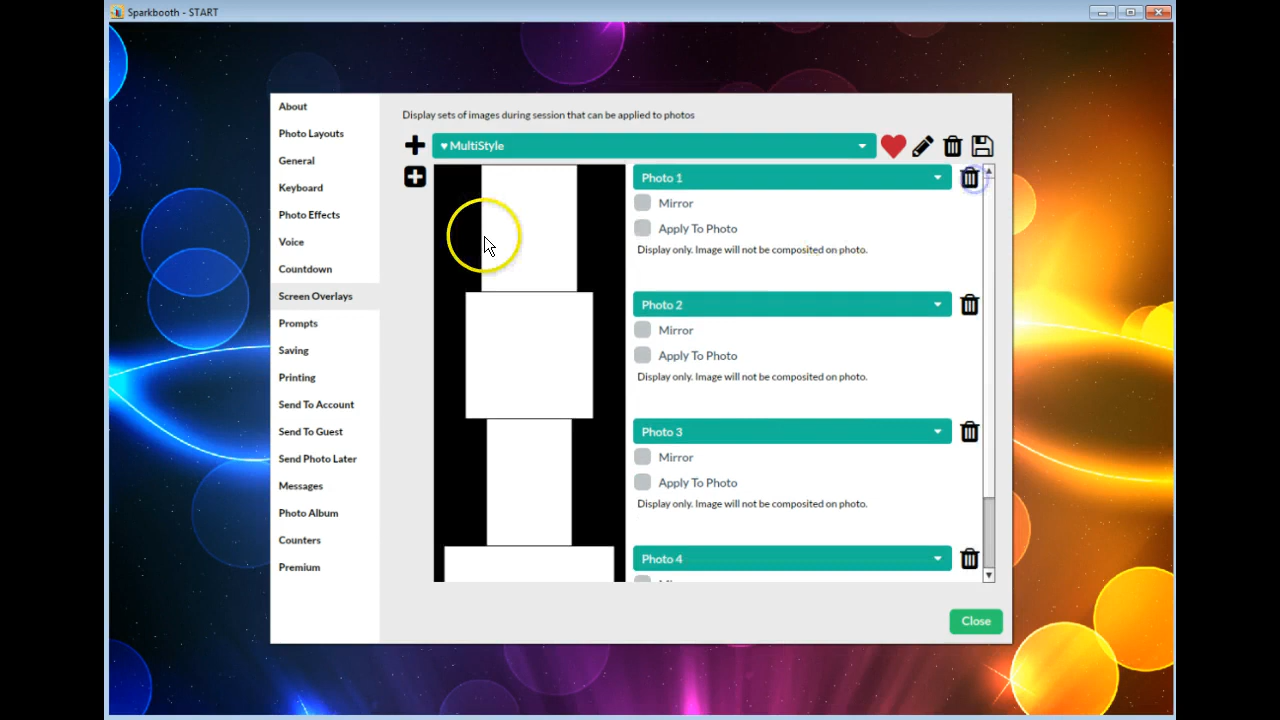 Sparkbooth - START
About
Photo Layouts
General
Keyboard
Photo Effects
Voice
Countdown
Screen Overlays
Prompts
Saving
Printing
Send To Account
Send To Guest
Send Photo Later
Messages
Photo Album
Counters
Premium
Display sets of images during session that can be applied to photos
♥ MultiStyle
Photo 1
Mirror
Apply To Photo
Display only. Image will not be composited on photo.
Photo 2
Mirror
Apply To Photo
Display only. Image will not be composited on photo.
Photo 3
Mirror
Apply To Photo
Display only. Image will not be composited on photo.
Photo 4
Close